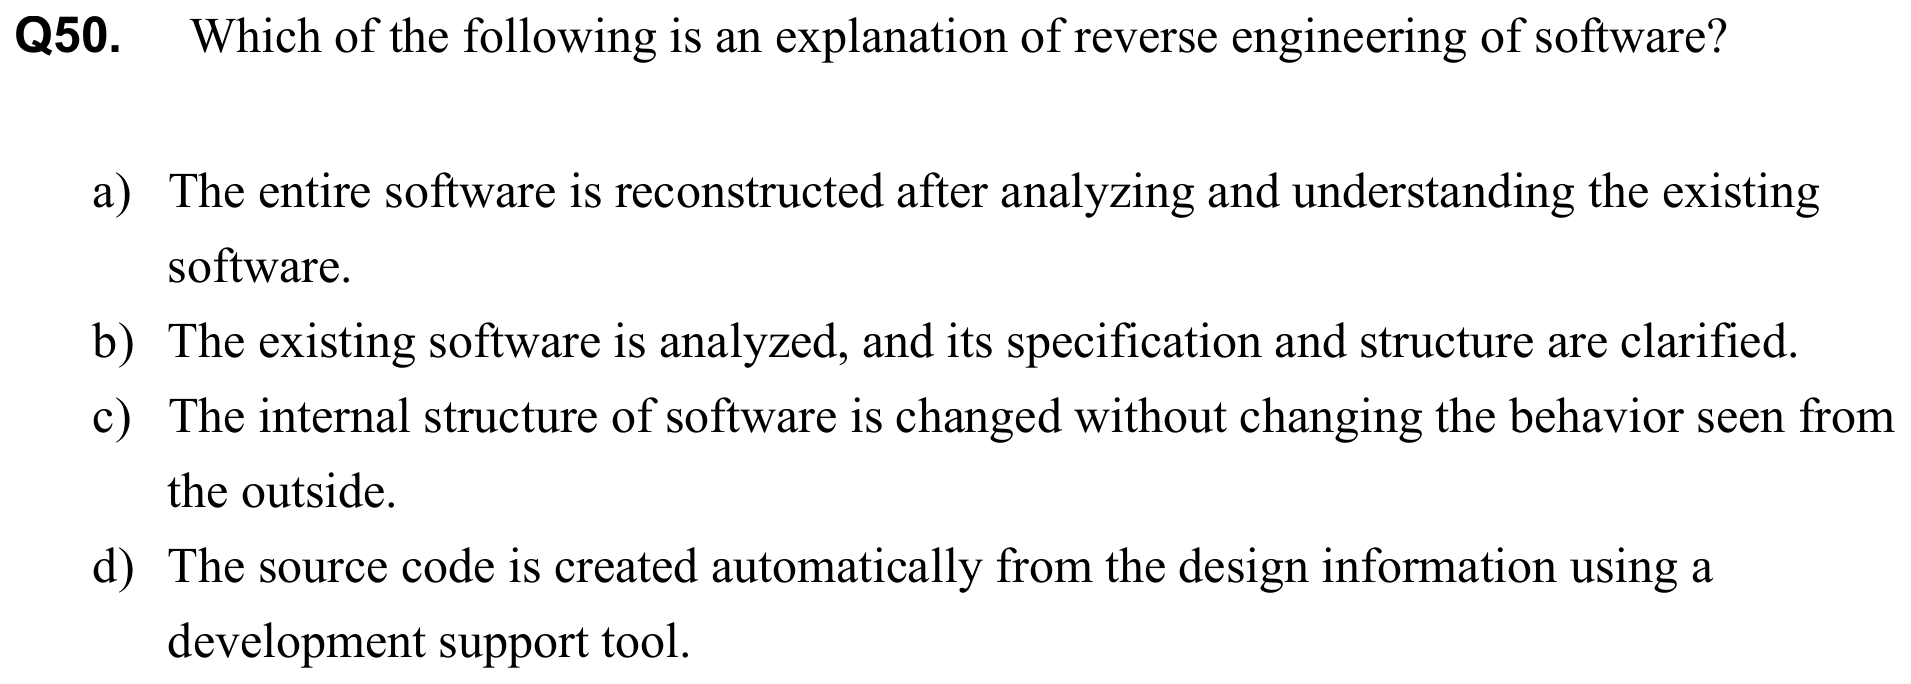 Q50. Which of the following is an explanation of reverse engineering of software?
a) The entire software is reconstructed after analyzing and understanding the existing
software.
b) The existing software is analyzed, and its specification and structure are clarified.
c) The internal structure of software is changed without changing the behavior seen from
the outside.
d) The source code is created automatically from the design information using a
development support tool.